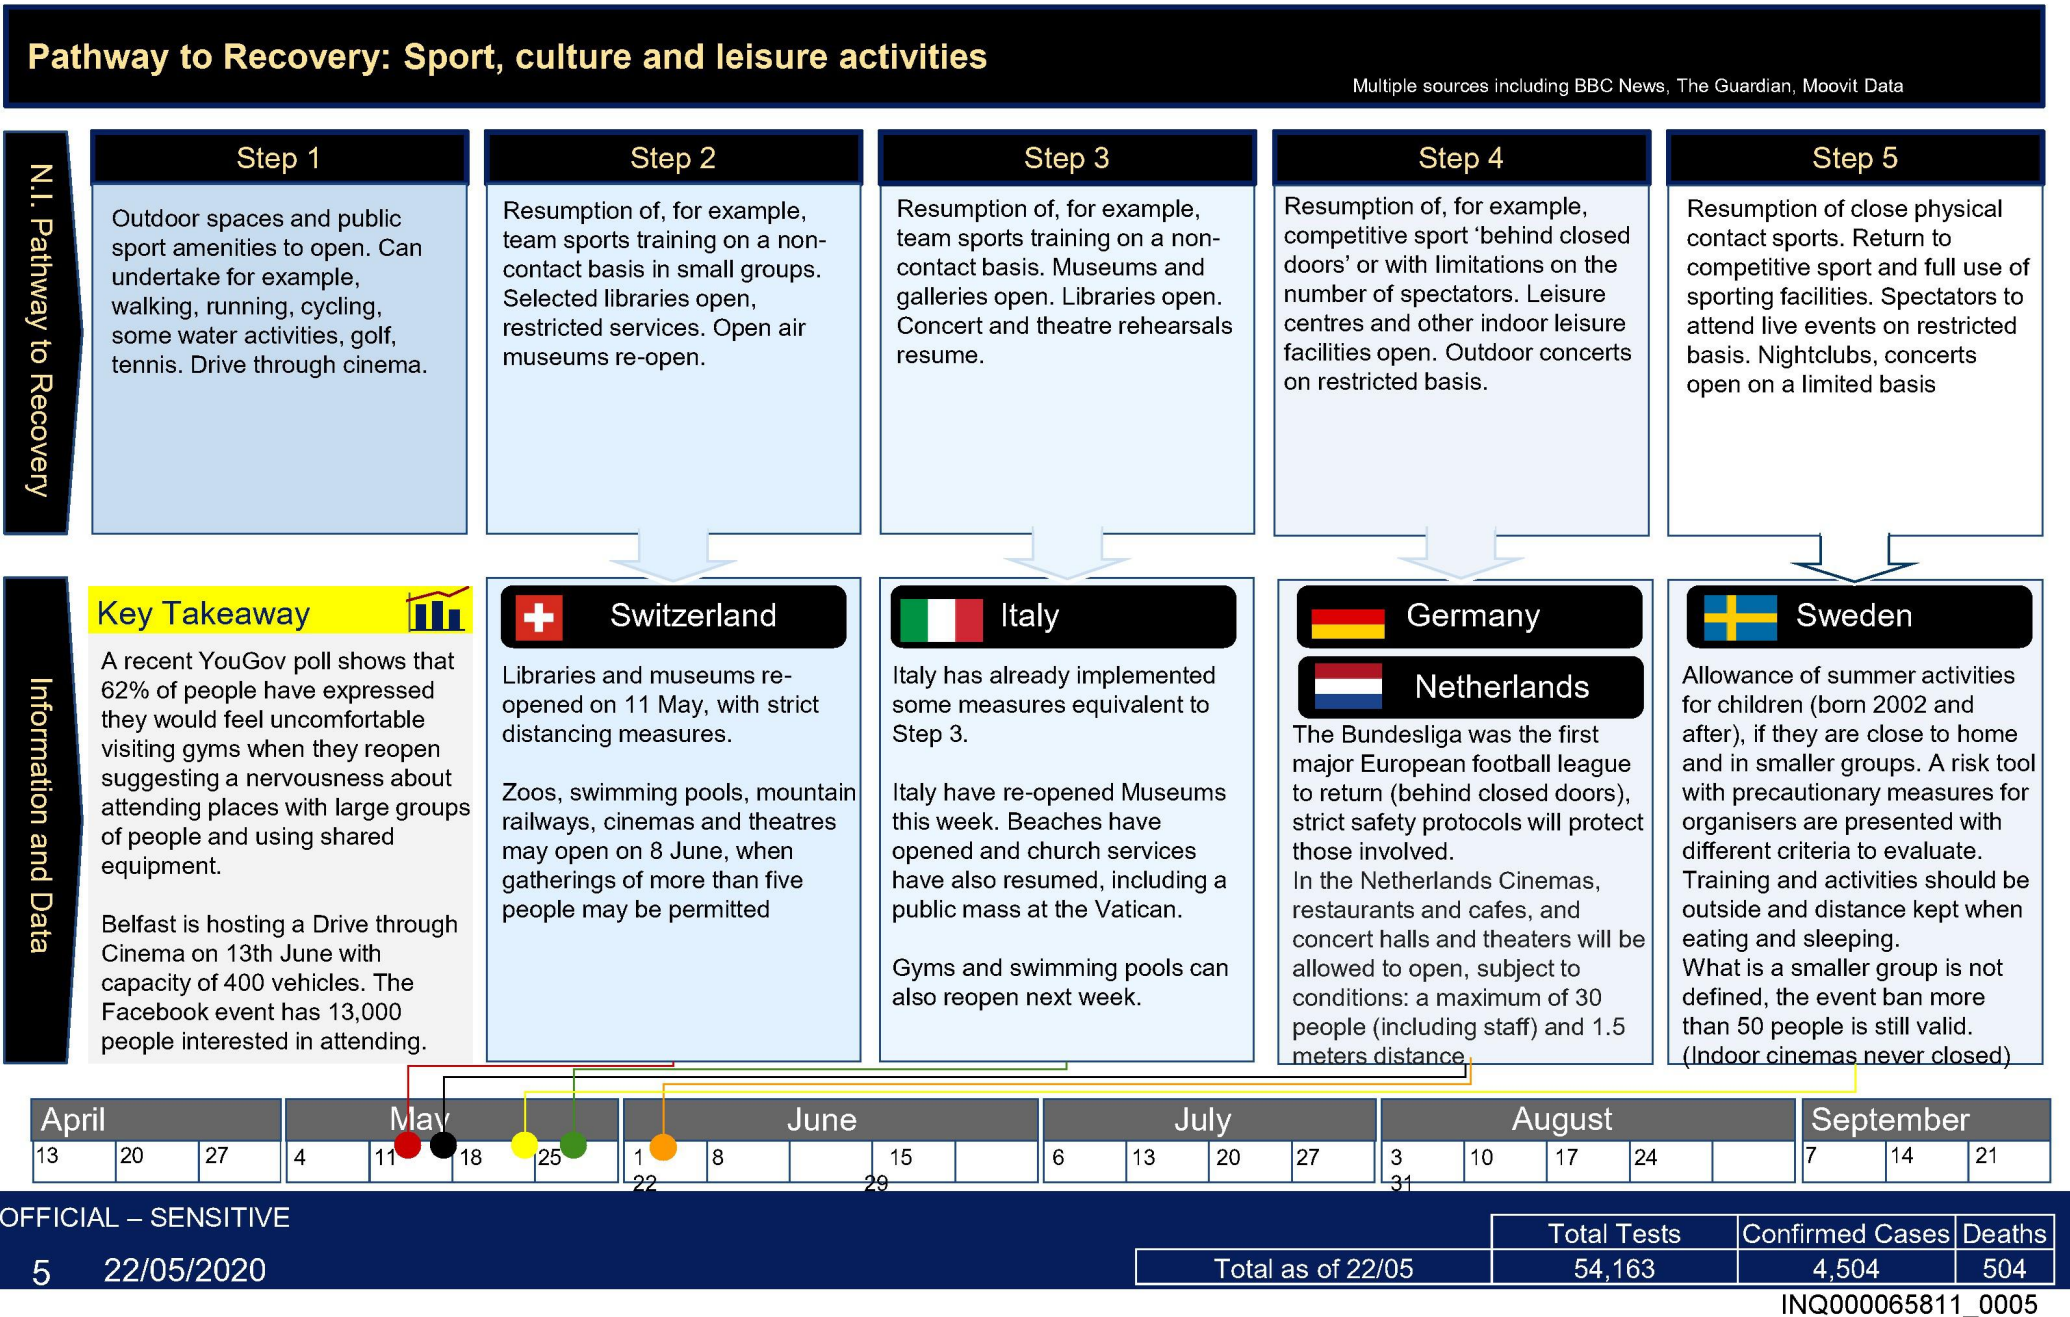 Pathway to Recovery: Sport, culture and leisure activities
Multiple sources including BBC News, The Guardian, Moovit Data
N.I. Pathway to Recovery
Step 1
Outdoor spaces and public
sport amenities to open. Can
undertake for example,
walking, running, cycling,
some water activities, golf,
tennis. Drive through cinema.
Step 2
Resumption of, for example,
team sports training on a non-
contact basis in small groups.
Selected libraries open,
restricted services. Open air
museums re-open.
Step 3
Resumption of, for example,
team sports training on a non-
contact basis. Museums and
galleries open. Libraries open.
Concert and theatre rehearsals
resume.
Step 4
Resumption of, for example,
competitive sport ‘behind closed
doors’ or with limitations on the
number of spectators. Leisure
centres and other indoor leisure
facilities open. Outdoor concerts
on restricted basis.
Step 5
Resumption of close physical
contact sports. Return to
competitive sport and full use of
sporting facilities. Spectators to
attend live events on restricted
basis. Nightclubs, concerts
open on a limited basis
Information and Data
Key Takeaway
A recent YouGov poll shows that
62% of people have expressed
they would feel uncomfortable
visiting gyms when they reopen
suggesting a nervousness about
attending places with large groups
of people and using shared
equipment.
Belfast is hosting a Drive through
Cinema on 13th June with
capacity of 400 vehicles. The
Facebook event has 13,000
people interested in attending.
Switzerland
Libraries and museums re-
opened on 11 May, with strict
distancing measures.
Zoos, swimming pools, mountain
railways, cinemas and theatres
may open on 8 June, when
gatherings of more than five
people may be permitted
Italy
Italy has already implemented
some measures equivalent to
Step 3.
Italy have re-opened Museums
this week. Beaches have
opened and church services
have also resumed, including a
public mass at the Vatican.
Gyms and swimming pools can
also reopen next week.
Germany
Netherlands
The Bundesliga was the first
major European football league
to return (behind closed doors),
strict safety protocols will protect
those involved.
In the Netherlands Cinemas,
restaurants and cafes, and
concert halls and theaters will be
allowed to open, subject to
conditions: a maximum of 30
people (including staff) and 1.5
meters distance
Sweden
Allowance of summer activities
for children (born 2002 and
after), if they are close to home
and in smaller groups. A risk tool
with precautionary measures for
organisers are presented with
different criteria to evaluate.
Training and activities should be
outside and distance kept when
eating and sleeping.
What is a smaller group is not
defined, the event ban more
than 50 people is still valid.
(Indoor cinemas never closed)
April May June July August September
13 20 27 4 11 18 25 1 8 15 6 13 20 27 3 10 17 24 7 14 21
22 29 31
OFFICIAL – SENSITIVE
5 22/05/2020
Total Tests Confirmed Cases Deaths
Total as of 22/05 54,163 4,504 504
INQ000065811_0005